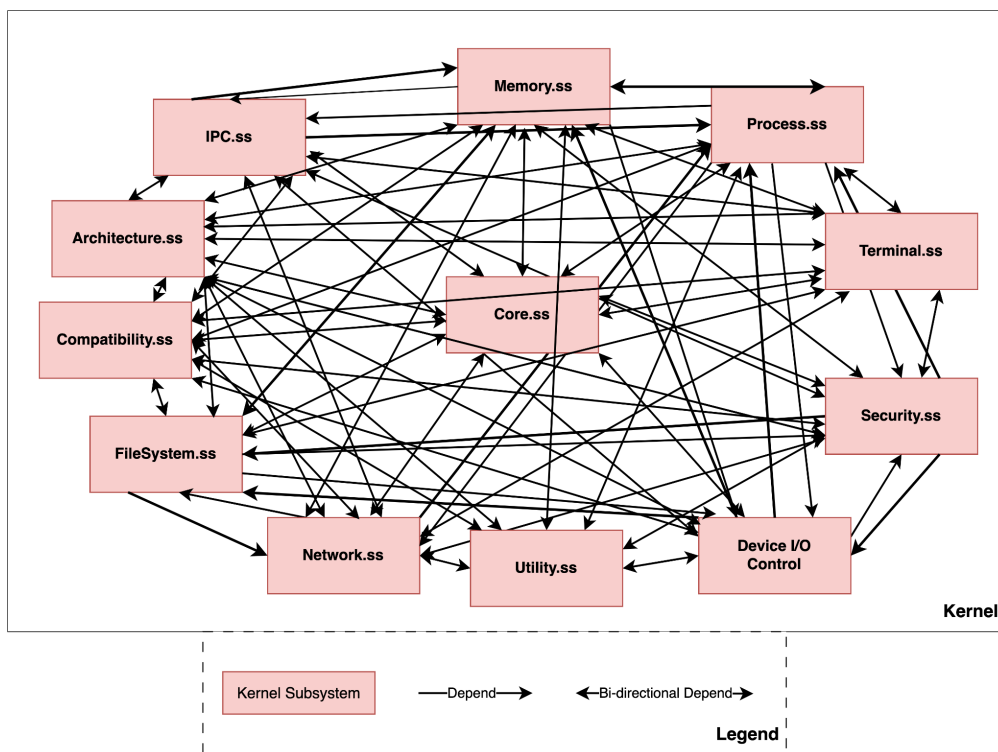 Memory.ss
Process.ss
IPC.ss
Architecture.ss
Terminal.ss
Core.ss
Compatibility.ss
Security.ss
FileSystem.ss
Network.ss
Utility.ss
Device I/O
Control
Kernel
Kernel Subsystem
Depend
Bi-directional Depend
Legend